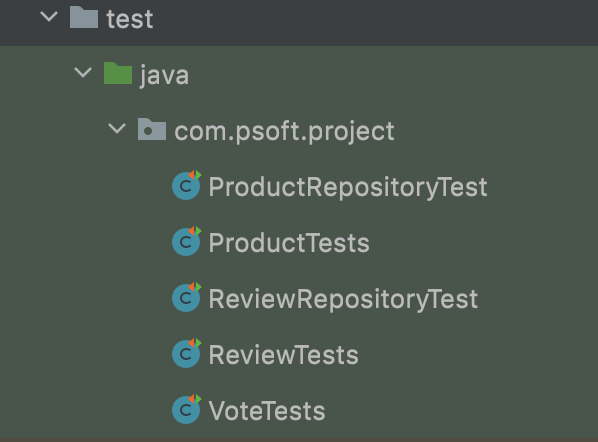 test
java
com.psoft.project
ProductRepositoryTest
ProductTests
ReviewRepositoryTest
ReviewTests
VoteTests